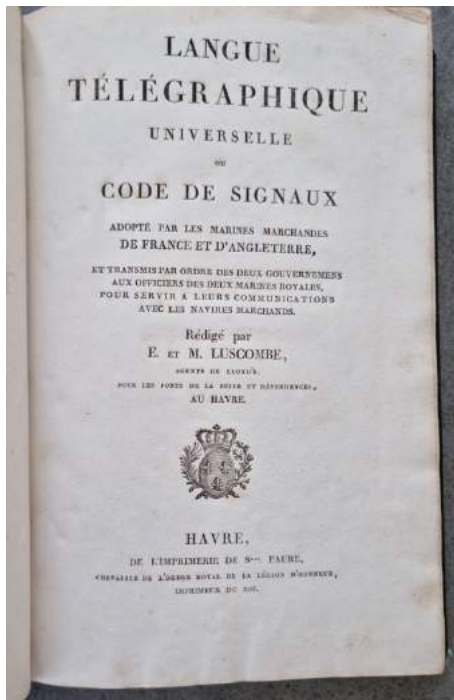 LANGUE
TÉLÉGRAPHIQUE
UNIVERSELLE
OU
CODE DE SIGNAUX
ADOPTÉ PAR LES MARINES MARCHANDES
DE FRANCE ET D'ANGLETERRE,
ET TRANSMIS PAR ORDRE DES DEUX GOUVERNEMENS
AUX OFFICIERS DES DEUX MARINES ROYALES,
POUR SERVIR A LEURS COMMUNICATIONS
AVEC LES NAVIRES MARCHANDS.
Rédigé par
E. ET M. LUSCOMBE,
AGENTS DE LLOYD'S.
POUR LES PORTS DE LA SEINE ET DÉPENDENCES,
AU HAVRE.
HAVRE,
DE L'IMPRIMERIE DE S. FAURE,
CHEVALIER DE L'ORDRE ROYAL DE LA LÉGION D'HONNEUR,
IMPRIMEUR DU ROI.